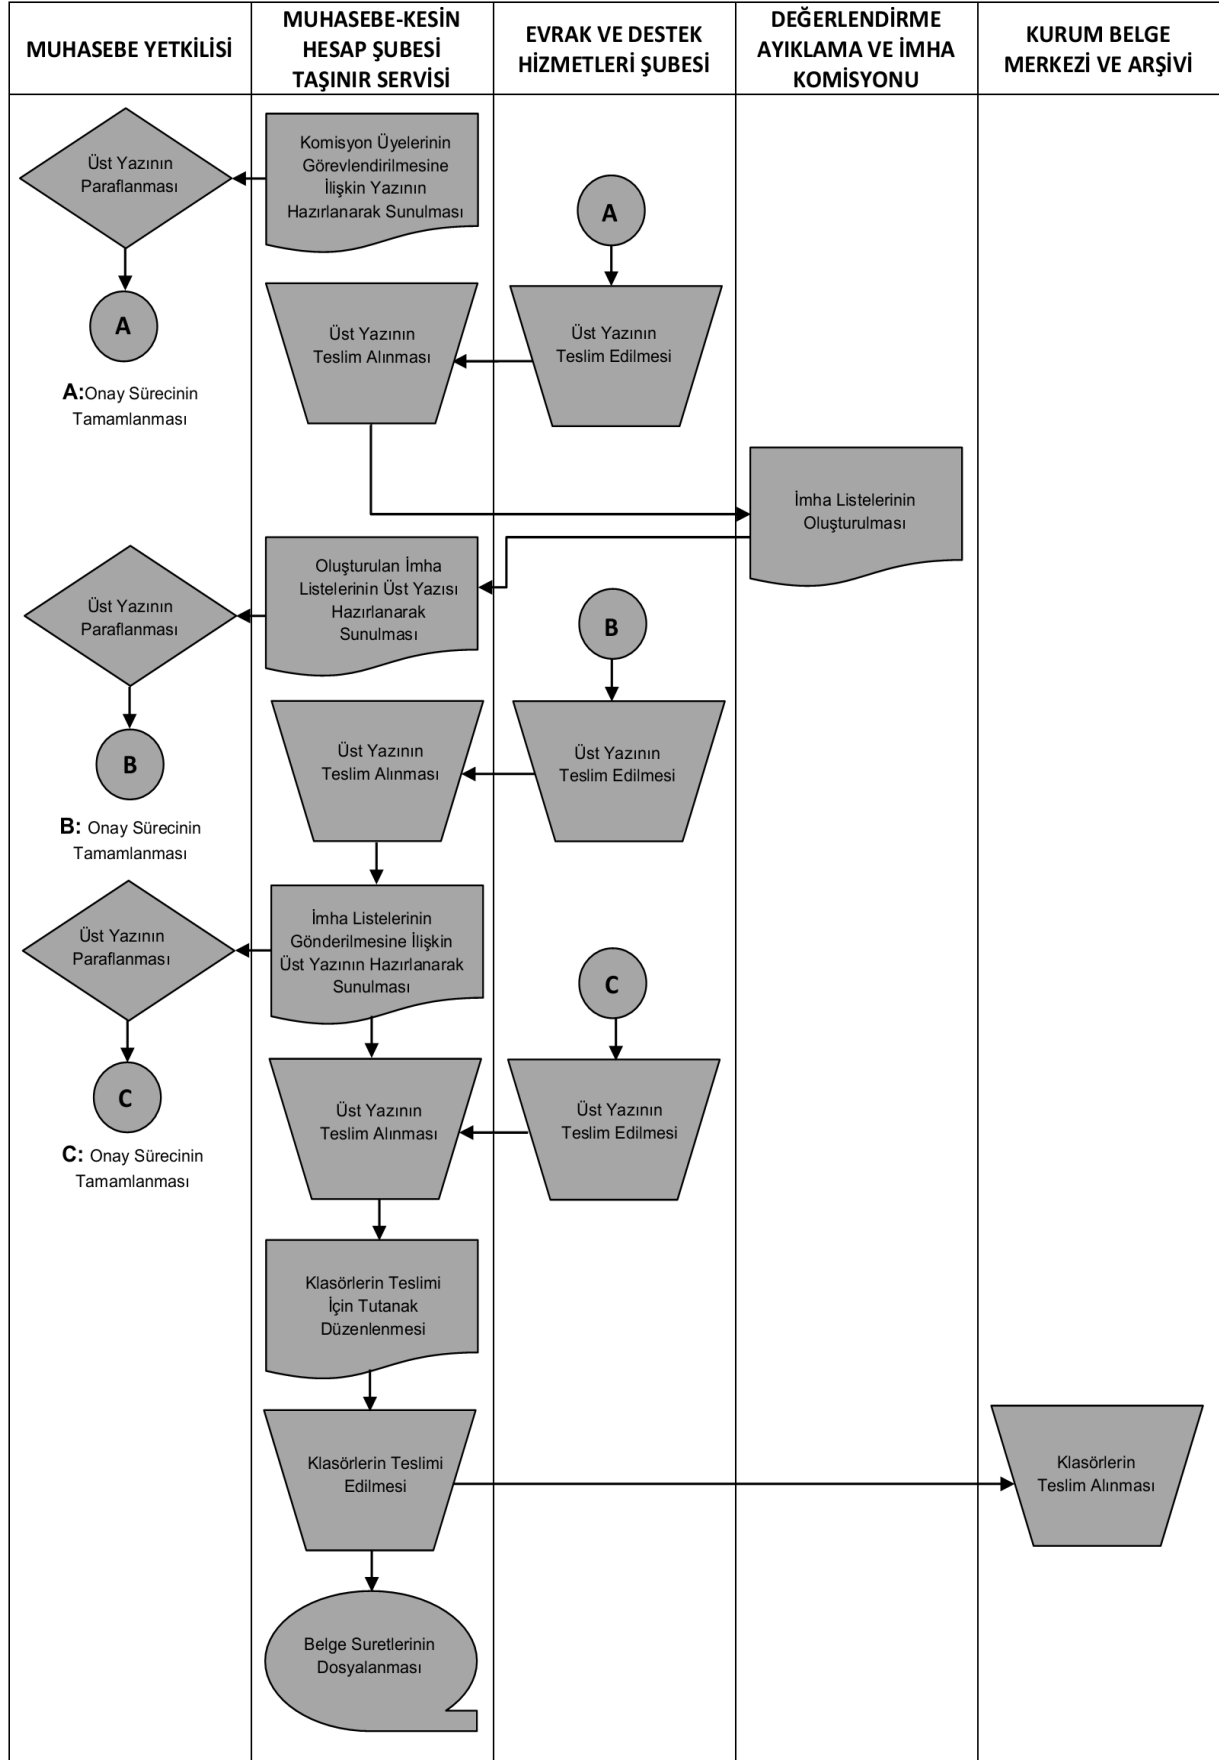 MUHASEBE YETKİLİSİ
MUHASEBE-KESİN
HESAP ŞUBESİ
TAŞINIR SERVİSİ
EVRAK VE DESTEK
HİZMETLERİ ŞUBESİ
DEĞERLENDİRME
AYIKLAMA VE İMHA
KOMİSYONU
KURUM BELGE
MERKEZİ VE ARŞİVİ
Komisyon Üyelerinin
Görevlendirilmesine
İlişkin Yazının
Hazırlanarak Sunulması
Üst Yazının
Paraflanması
A
A:Onay Sürecinin
Tamamlanması
A
Üst Yazının
Teslim Edilmesi
Üst Yazının
Teslim Alınması
İmha Listelerinin
Oluşturulması
Oluşturulan İmha
Listelerinin Üst Yazısı
Hazırlanarak
Sunulması
Üst Yazının
Paraflanması
B
B: Onay Sürecinin
Tamamlanması
B
Üst Yazının
Teslim Edilmesi
Üst Yazının
Teslim Alınması
İmha Listelerinin
Gönderilmesine İlişkin
Üst Yazının Hazırlanarak
Sunulması
Üst Yazının
Paraflanması
C
C: Onay Sürecinin
Tamamlanması
C
Üst Yazının
Teslim Edilmesi
Üst Yazının
Teslim Alınması
Klasörlerin Teslimi
İçin Tutanak
Düzenlenmesi
Klasörlerin Teslimi
Edilmesi
Klasörlerin
Teslim Alınması
Belge Suretlerinin
Dosyalanması